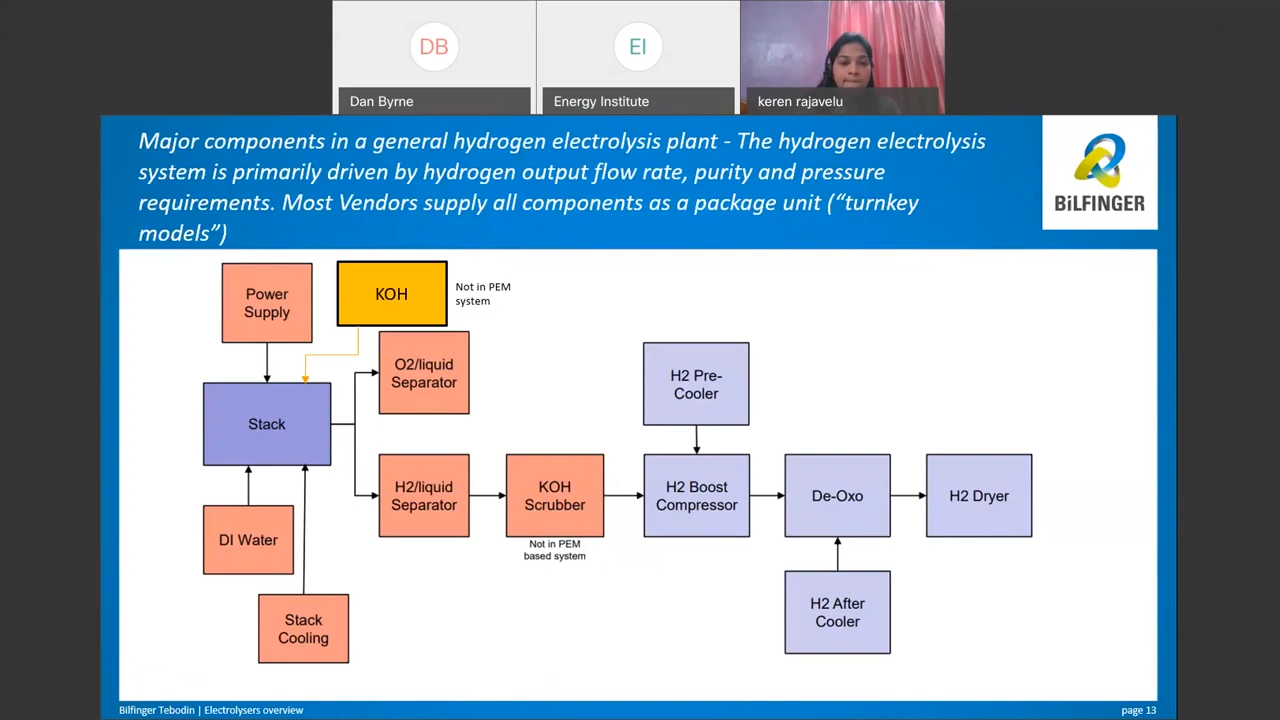 DB
EI
Dan Byrne
Energy Institute
keren rajavelu
Major components in a general hydrogen electrolysis plant - The hydrogen electrolysis
system is primarily driven by hydrogen output flow rate, purity and pressure
requirements. Most Vendors supply all components as a package unit (“turnkey
models”)
BiLFINGER
Power
Supply
KOH
Not in PEM
system
O2/liquid
Separator
Stack
H2 Pre-
Cooler
H2/liquid
Separator
KOH
Scrubber
Not in PEM
based system
H2 Boost
Compressor
De-Oxo
H2 Dryer
DI Water
Stack
Cooling
H2 After
Cooler
Bilfinger Tebodin | Electrolysers overview
page 13